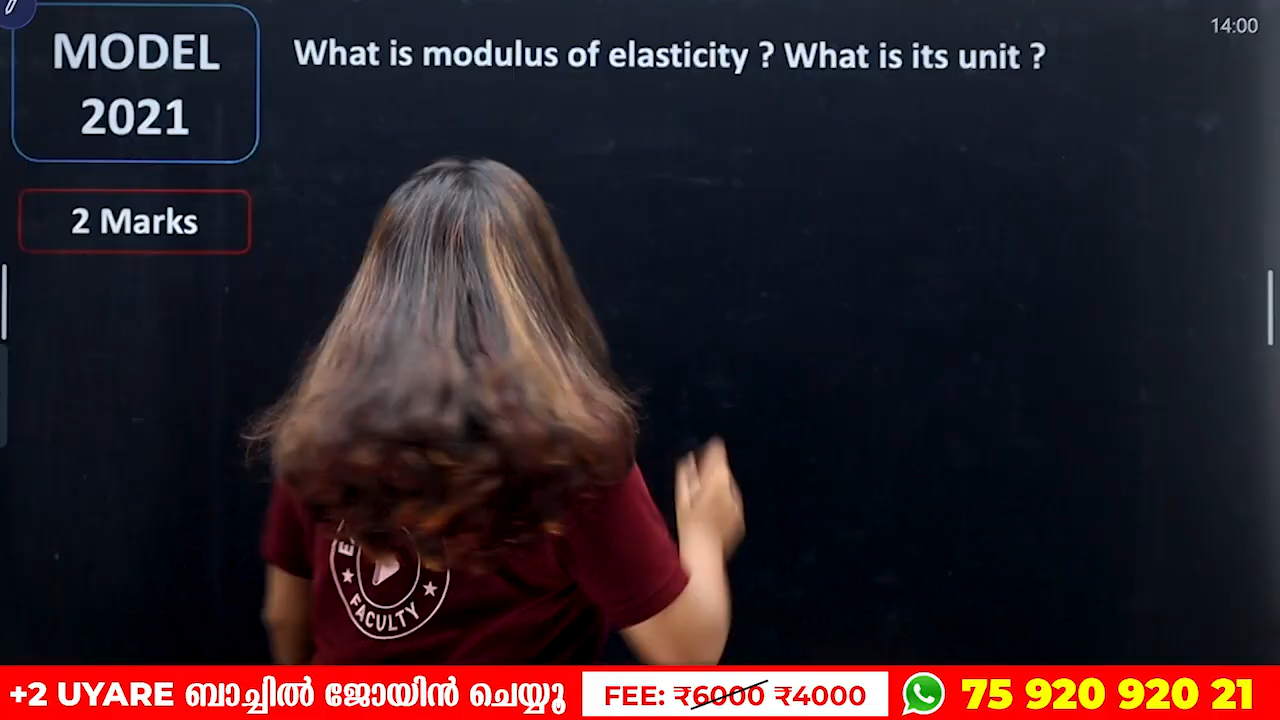 MODEL
2021
What is modulus of elasticity ? What is its unit ?
14:00
2 Marks
FACULTY
+2 UYARE ബാച്ചിൽ ജോയിൻ ചെയ്യൂ
FEE: ₹6000 ₹4000
75 920 920 21